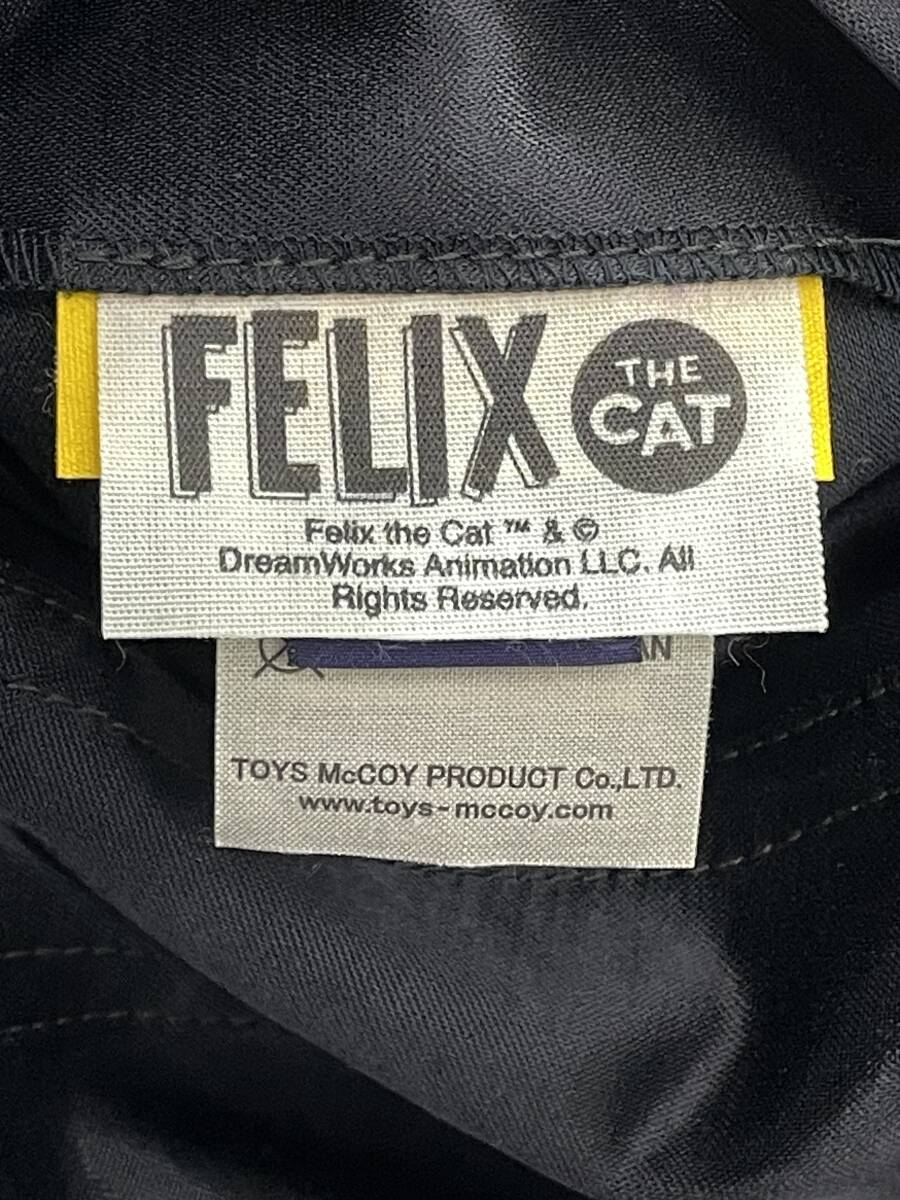 FELIX THE CAT
Felix the Cat ™ & ©
DreamWorks Animation LLC. All
Rights Reserved.
TOYS McCOY PRODUCT Co.,LTD.
www.toys-mccoy.com